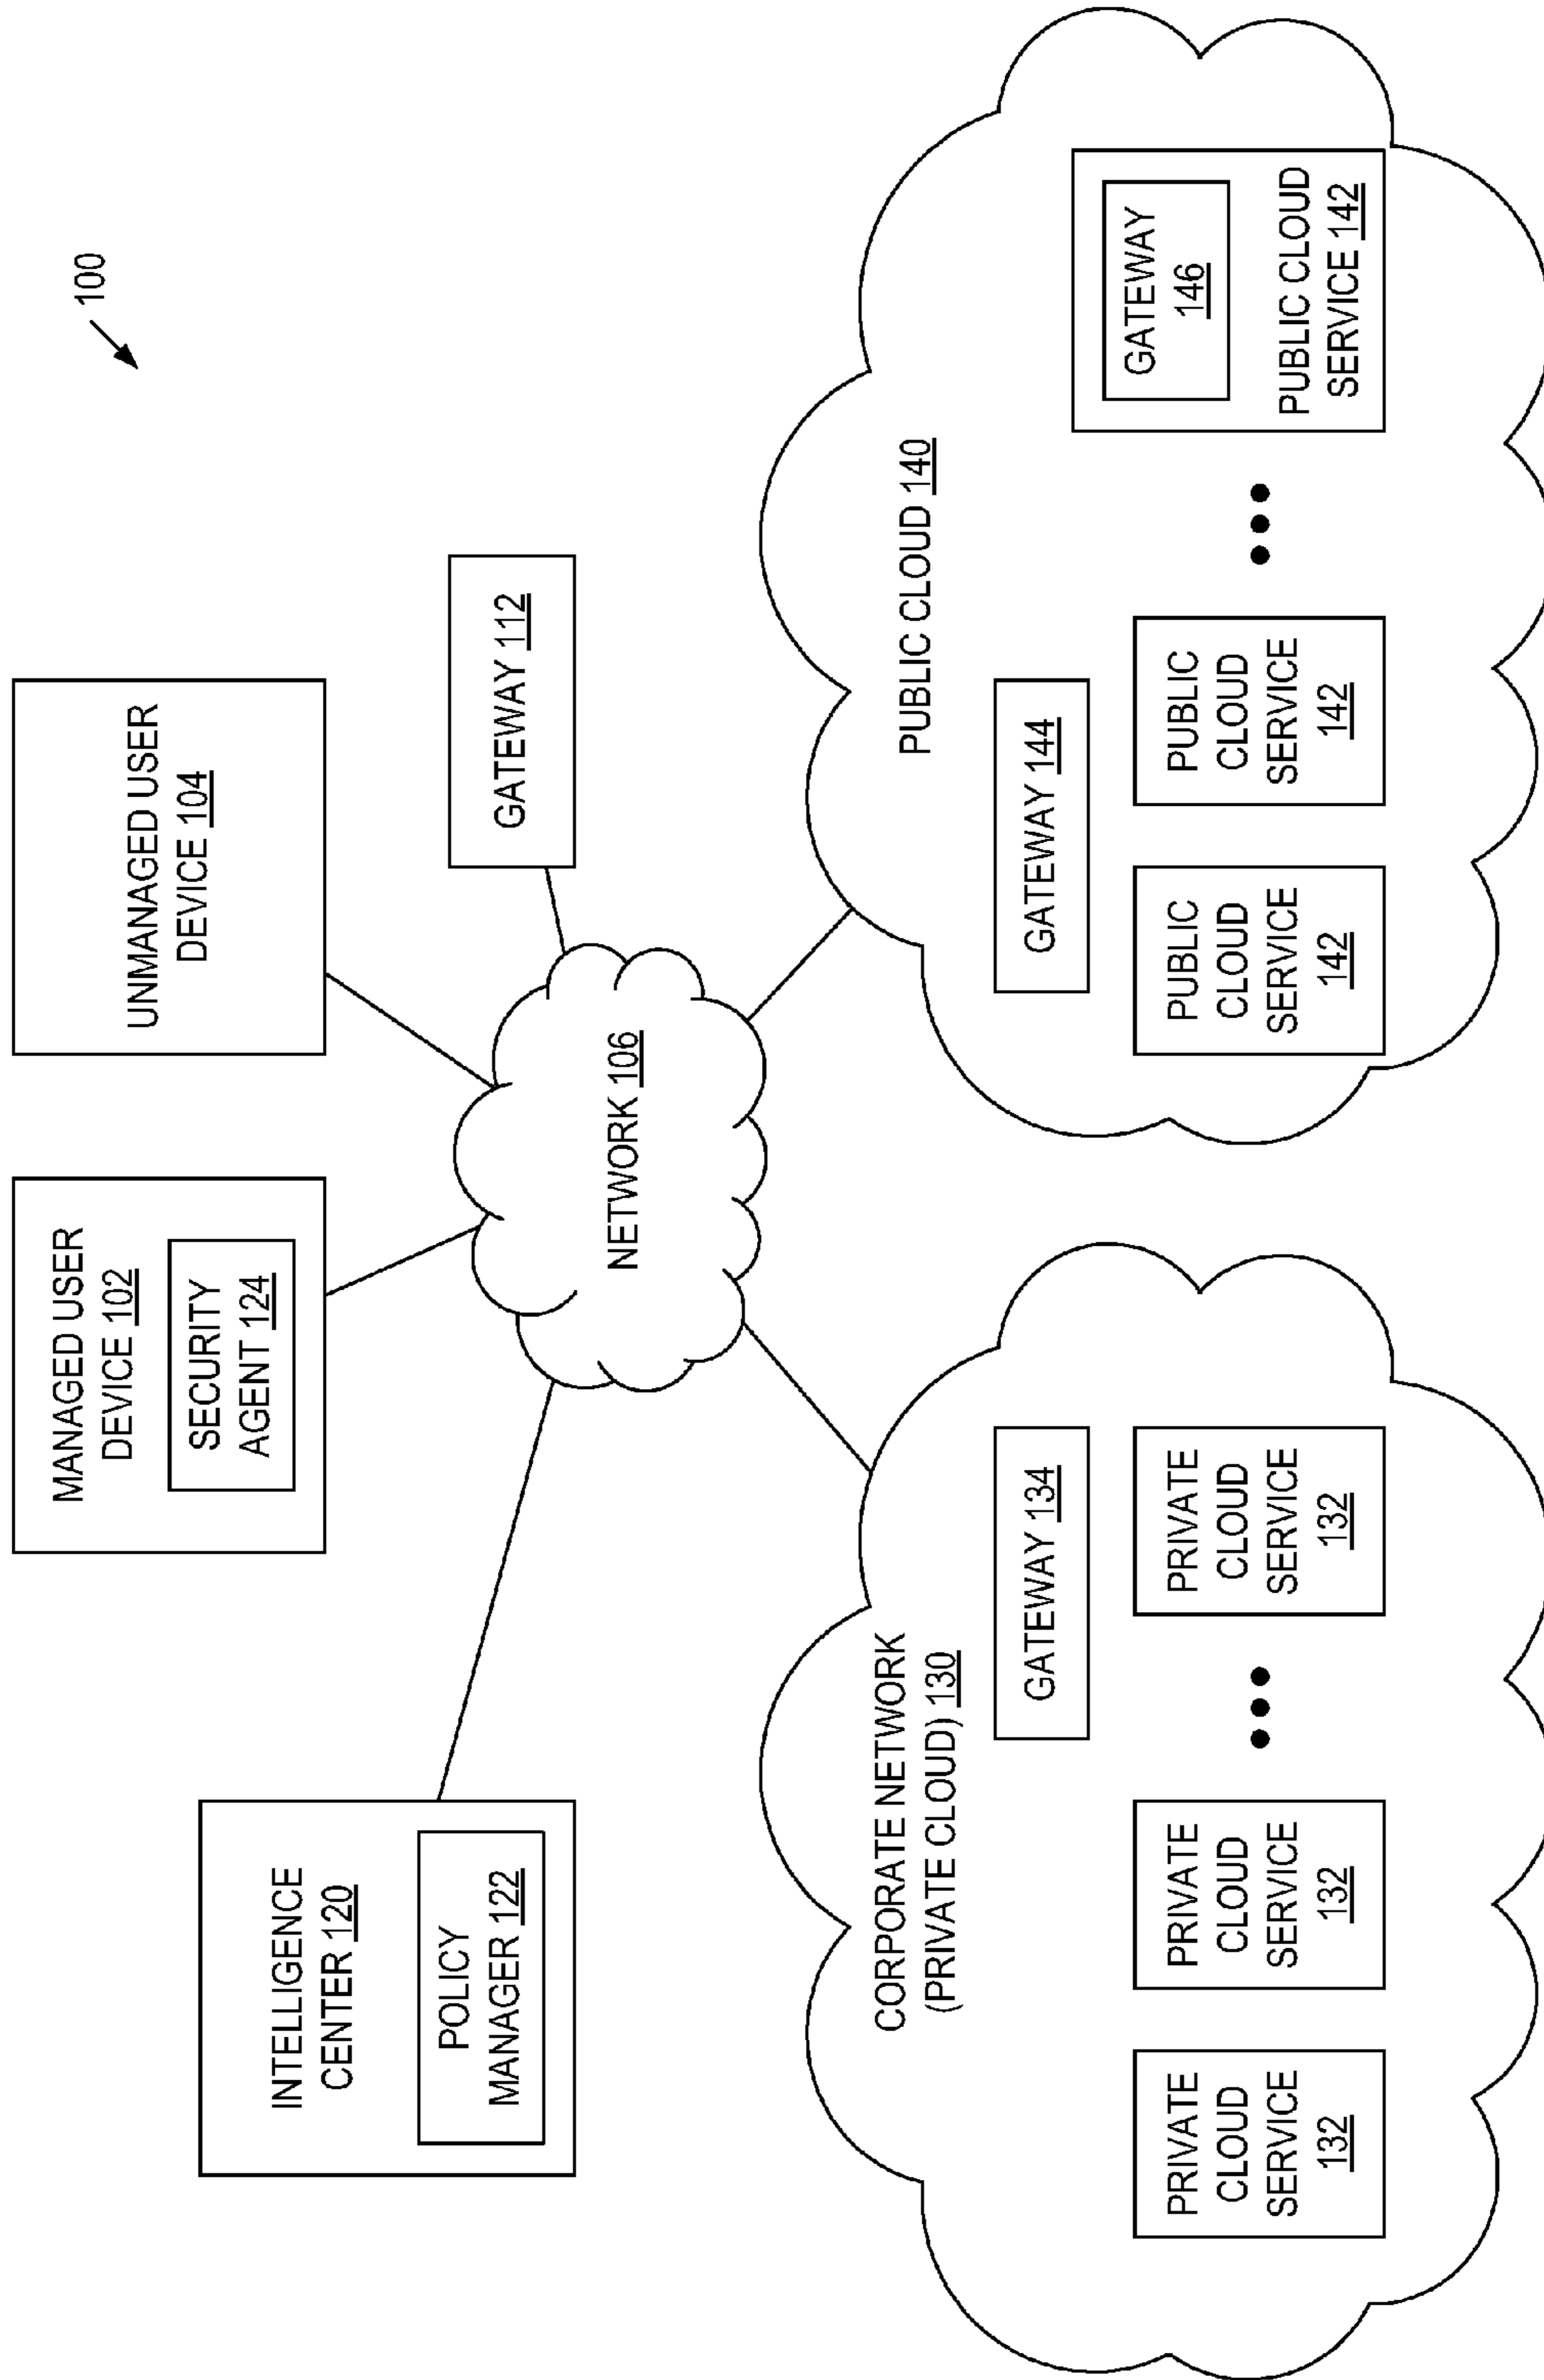 100
INTELLIGENCE
CENTER 120
POLICY
MANAGER 122
MANAGED USER
DEVICE 102
SECURITY
AGENT 124
UNMANAGED USER
DEVICE 104
NETWORK 106
GATEWAY 112
CORPORATE NETWORK
(PRIVATE CLOUD) 130
GATEWAY 134
PRIVATE
CLOUD
SERVICE
132
PRIVATE
CLOUD
SERVICE
132
PRIVATE
CLOUD
SERVICE
132
PUBLIC CLOUD 140
GATEWAY 144
PUBLIC
CLOUD
SERVICE
142
PUBLIC
CLOUD
SERVICE
142
GATEWAY
146
PUBLIC CLOUD
SERVICE 142